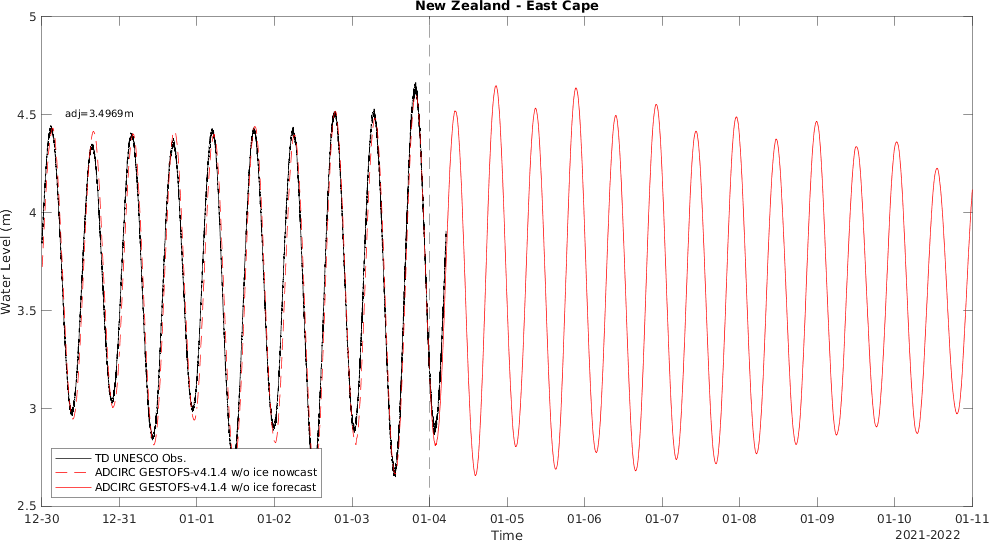 New Zealand - East Cape
5
4.5
4
3.5
3
2.5
Water Level (m)
adj=3.4969m
TD UNESCO Obs.
ADCIRC GESTOFS-v4.1.4 w/o ice nowcast
ADCIRC GESTOFS-v4.1.4 w/o ice forecast
12-30 12-31 01-01 01-02 01-03 01-04 01-05 01-06 01-07 01-08 01-09 01-10 01-11
Time
2021-2022